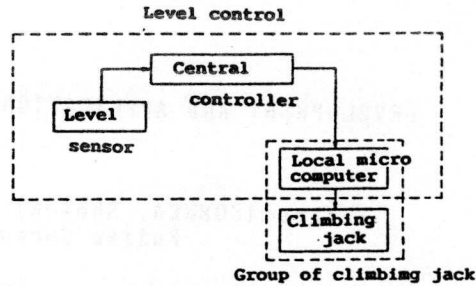 Level control
Central
controller
Level
sensor
Local micro
computer
Climbing
jack
Group of climbimg jack